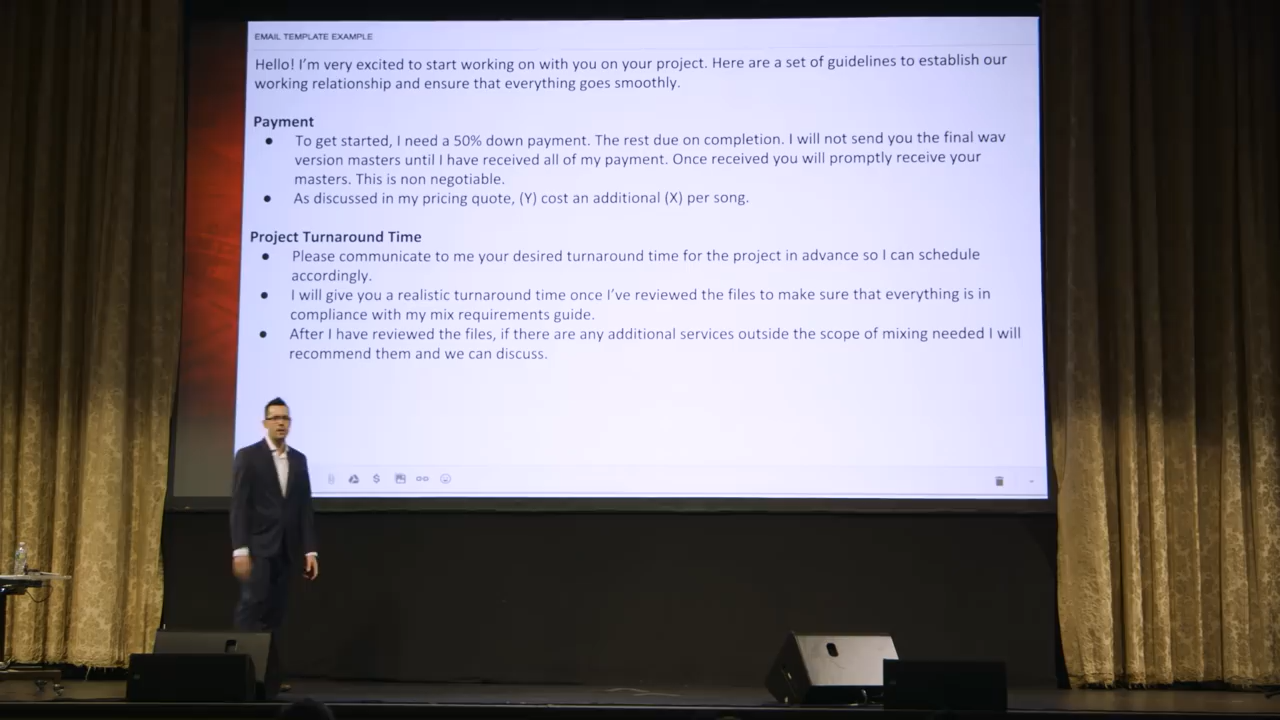 EMAIL TEMPLATE EXAMPLE
Hello! I'm very excited to start working on with you on your project. Here are a set of guidelines to establish our
working relationship and ensure that everything goes smoothly.
Payment
● To get started, I need a 50% down payment. The rest due on completion. I will not send you the final wav
version masters until I have received all of my payment. Once received you will promptly receive your
masters. This is non negotiable.
● As discussed in my pricing quote, (Y) cost an additional (X) per song.
Project Turnaround Time
● Please communicate to me your desired turnaround time for the project in advance so I can schedule
accordingly.
● I will give you a realistic turnaround time once I've reviewed the files to make sure that everything is in
compliance with my mix requirements guide.
● After I have reviewed the files, if there are any additional services outside the scope of mixing needed I will
recommend them and we can discuss.